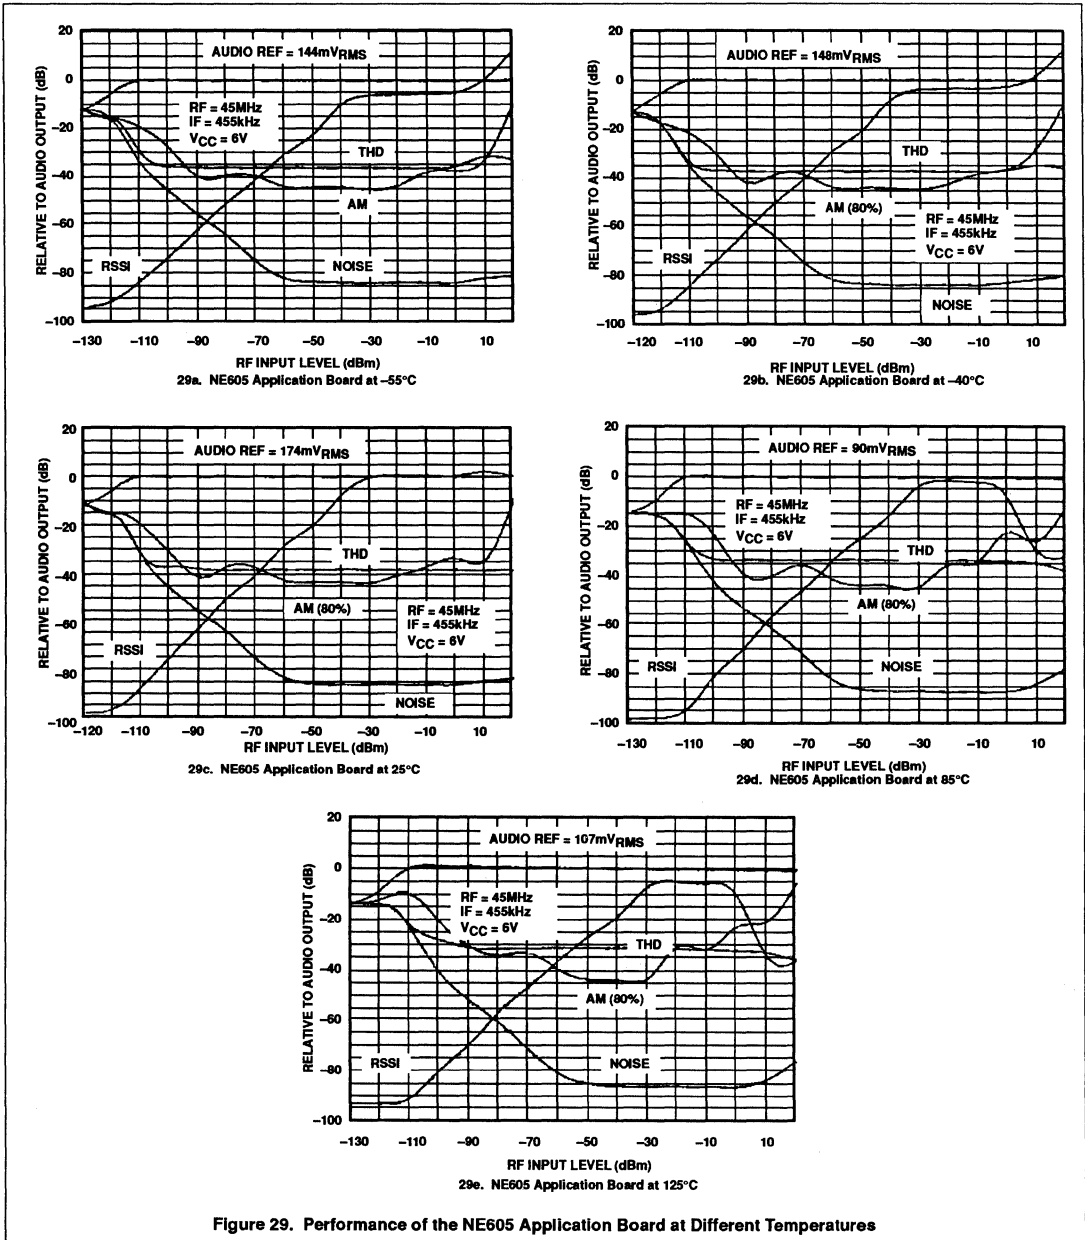 20
0
−20
−40
−60
−80
−100
RELATIVE TO AUDIO OUTPUT (dB)
AUDIO REF = 144mVRMS
RF = 45MHz
IF = 455kHz
VCC = 6V
THD
AM
RSSI
NOISE
−130 −110 −90 −70 −50 −30 −10 10
RF INPUT LEVEL (dBm)
29a. NE605 Application Board at −55°C
20
0
−20
−40
−60
−80
−100
RELATIVE TO AUDIO OUTPUT (dB)
AUDIO REF = 148mVRMS
THD
AM (80%)
RF = 45MHz
IF = 455kHz
VCC = 6V
RSSI
NOISE
−120 −110 −90 −70 −50 −30 −10 10
RF INPUT LEVEL (dBm)
29b. NE605 Application Board at −40°C
20
0
−20
−40
−60
−80
−100
RELATIVE TO AUDIO OUTPUT (dB)
AUDIO REF = 174mVRMS
THD
AM (80%)
RF = 45MHz
IF = 455kHz
VCC = 6V
RSSI
NOISE
−120 −110 −90 −70 −50 −30 −10 10
RF INPUT LEVEL (dBm)
29c. NE605 Application Board at 25°C
20
0
−20
−40
−60
−80
−100
RELATIVE TO AUDIO OUTPUT (dB)
AUDIO REF = 90mVRMS
RF = 45MHz
IF = 455kHz
VCC = 6V
THD
AM (80%)
RSSI
NOISE
−130 −110 −90 −70 −50 −30 −10 10
RF INPUT LEVEL (dBm)
29d. NE605 Application Board at 85°C
20
0
−20
−40
−60
−80
−100
RELATIVE TO AUDIO OUTPUT (dB)
AUDIO REF = 107mVRMS
RF = 45MHz
IF = 455kHz
VCC = 6V
THD
AM (80%)
RSSI
NOISE
−130 −110 −90 −70 −50 −30 −10 10
RF INPUT LEVEL (dBm)
29e. NE605 Application Board at 125°C
Figure 29. Performance of the NE605 Application Board at Different Temperatures